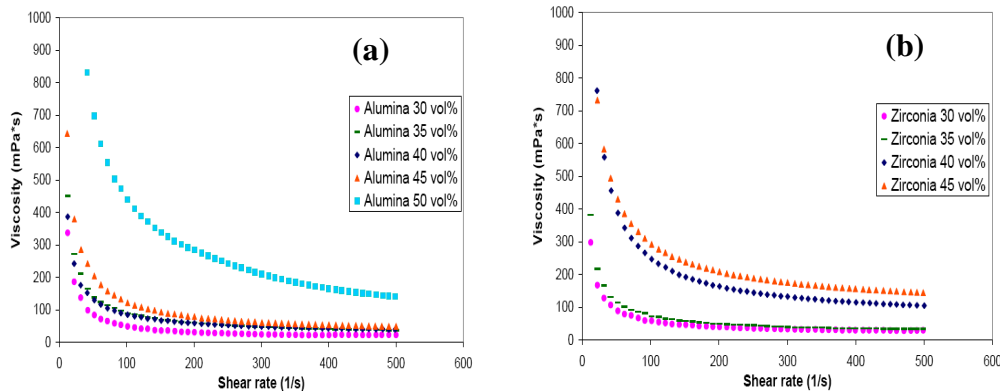 (a)
Viscosity (mPa*s)
1000
900
800
700
600
500
400
300
200
100
0
0 100 200 300 400 500 600
Shear rate (1/s)
Alumina 30 vol%
Alumina 35 vol%
Alumina 40 vol%
Alumina 45 vol%
Alumina 50 vol%
(b)
Viscosity (mPa*s)
1000
900
800
700
600
500
400
300
200
100
0
0 100 200 300 400 500 600
Shear rate (1/s)
Zirconia 30 vol%
Zirconia 35 vol%
Zirconia 40 vol%
Zirconia 45 vol%